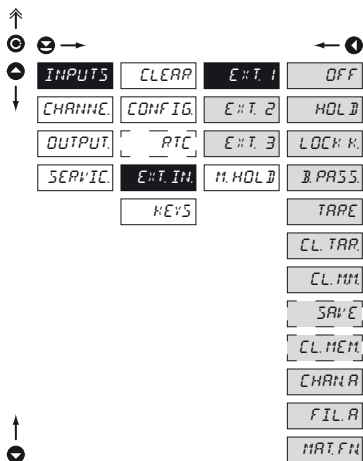 INPUTS CLEAR EXT. 1 OFF
CHANNE. CONFIG. EXT. 2 HOLD
OUTPUT. RTC EXT. 3 LOCK K.
SERVIC. EXT. IN. M. HOLD B. PASS.
KEYS TARE
CL. TAR.
CL. MM.
SAVE
CL. MEM.
CHAN. A
FIL. A
MAT. FN.